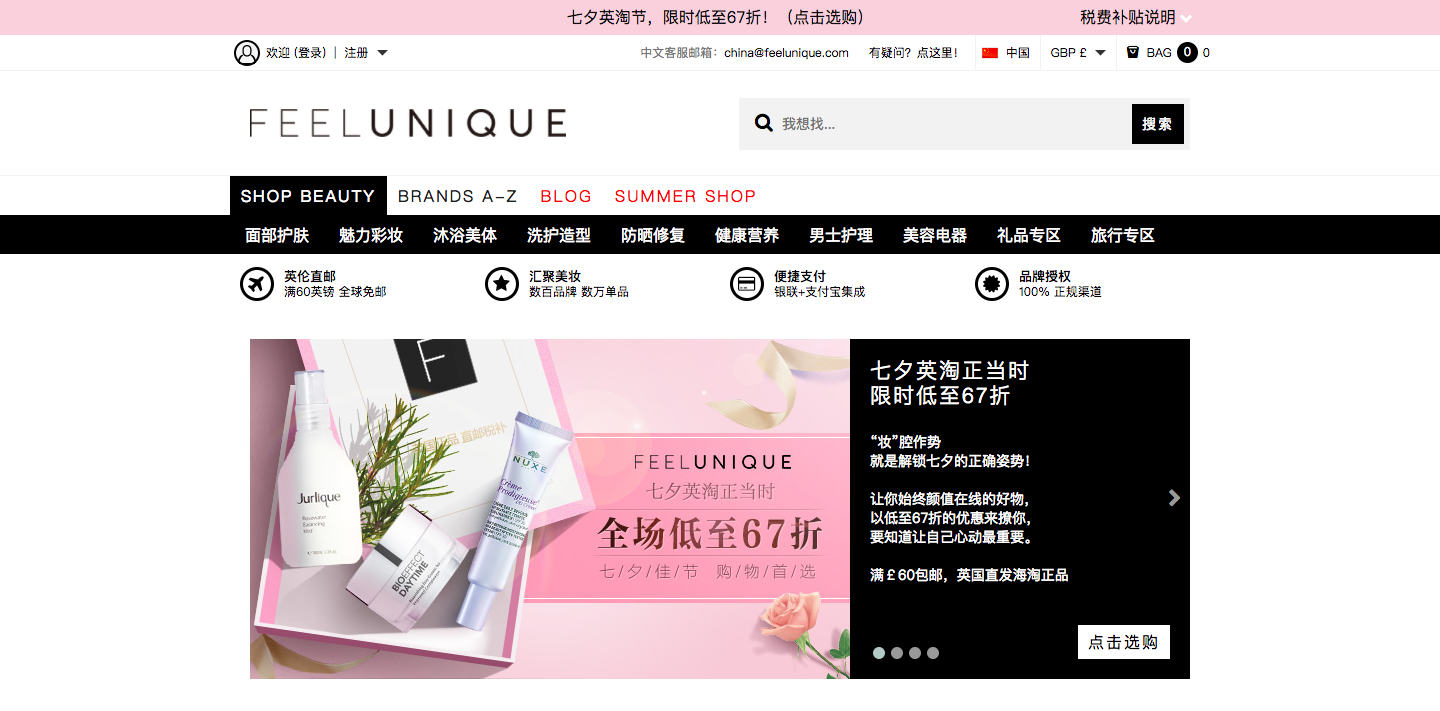 七夕英淘节，限时低至67折！（点击选购）
税费补贴说明
欢迎 (登录) | 注册
中文客服邮箱：china@feelunique.com
有疑问？点这里！
中国
GBP £
BAG 0 0
FEELUNIQUE
我想找...
搜索
SHOP BEAUTY BRANDS A-Z BLOG SUMMER SHOP
面部护肤 魅力彩妆 沐浴美体 洗护造型 防晒修复 健康营养 男士护理 美容电器 礼品专区 旅行专区
英伦直邮
满60英镑 全球免邮
汇聚美妆
数百品牌 数万单品
便捷支付
银联+支付宝集成
品牌授权
100% 正规渠道
F
正品 直邮税补
Jurlique
Rosewater
Balancing
Mist
BIOEFFECT
DAYTIME
NUXE
Crème
Prodigieuse
FEELUNIQUE
七夕英淘正当时
全场低至67折
七/夕/佳/节 购/物/首/选
七夕英淘正当时
限时低至67折
“妆”腔作势
就是解锁七夕的正确姿势！
让你始终颜值在线的好物，
以低至67折的优惠来撩你，
要知道让自己心动最重要。
满￡60包邮，英国直发海淘正品
点击选购